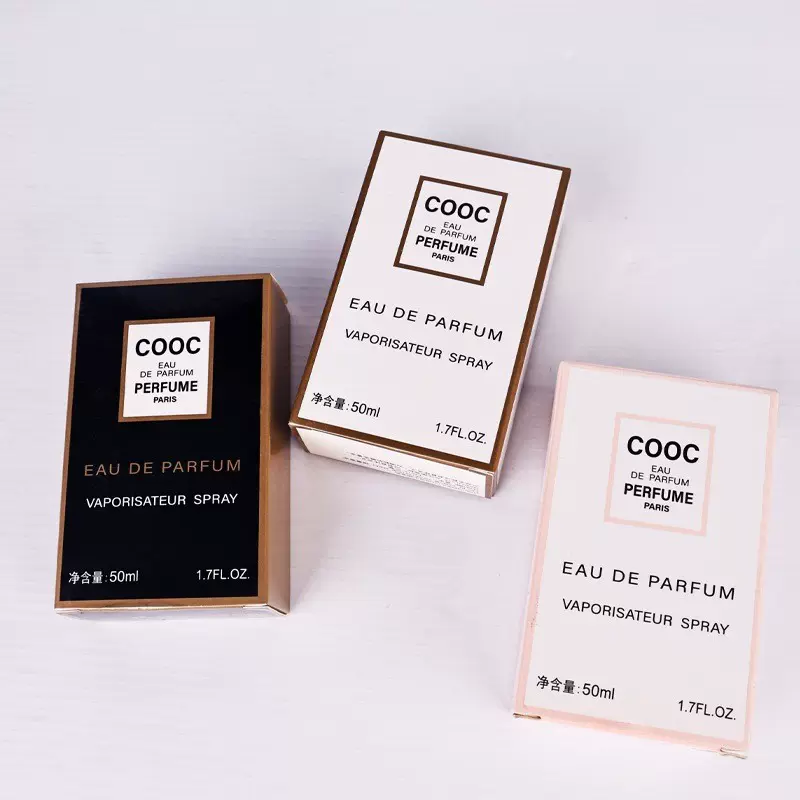 COOC
EAU
DE PARFUM
PERFUME
PARIS
EAU DE PARFUM
VAPORISATEUR SPRAY
净含量:50ml 1.7FL.OZ.
COOC
EAU
DE PARFUM
PERFUME
PARIS
EAU DE PARFUM
VAPORISATEUR SPRAY
净含量:50ml 1.7FL.OZ.
COOC
EAU
DE PARFUM
PERFUME
PARIS
EAU DE PARFUM
VAPORISATEUR SPRAY
净含量:50ml 1.7FL.OZ.